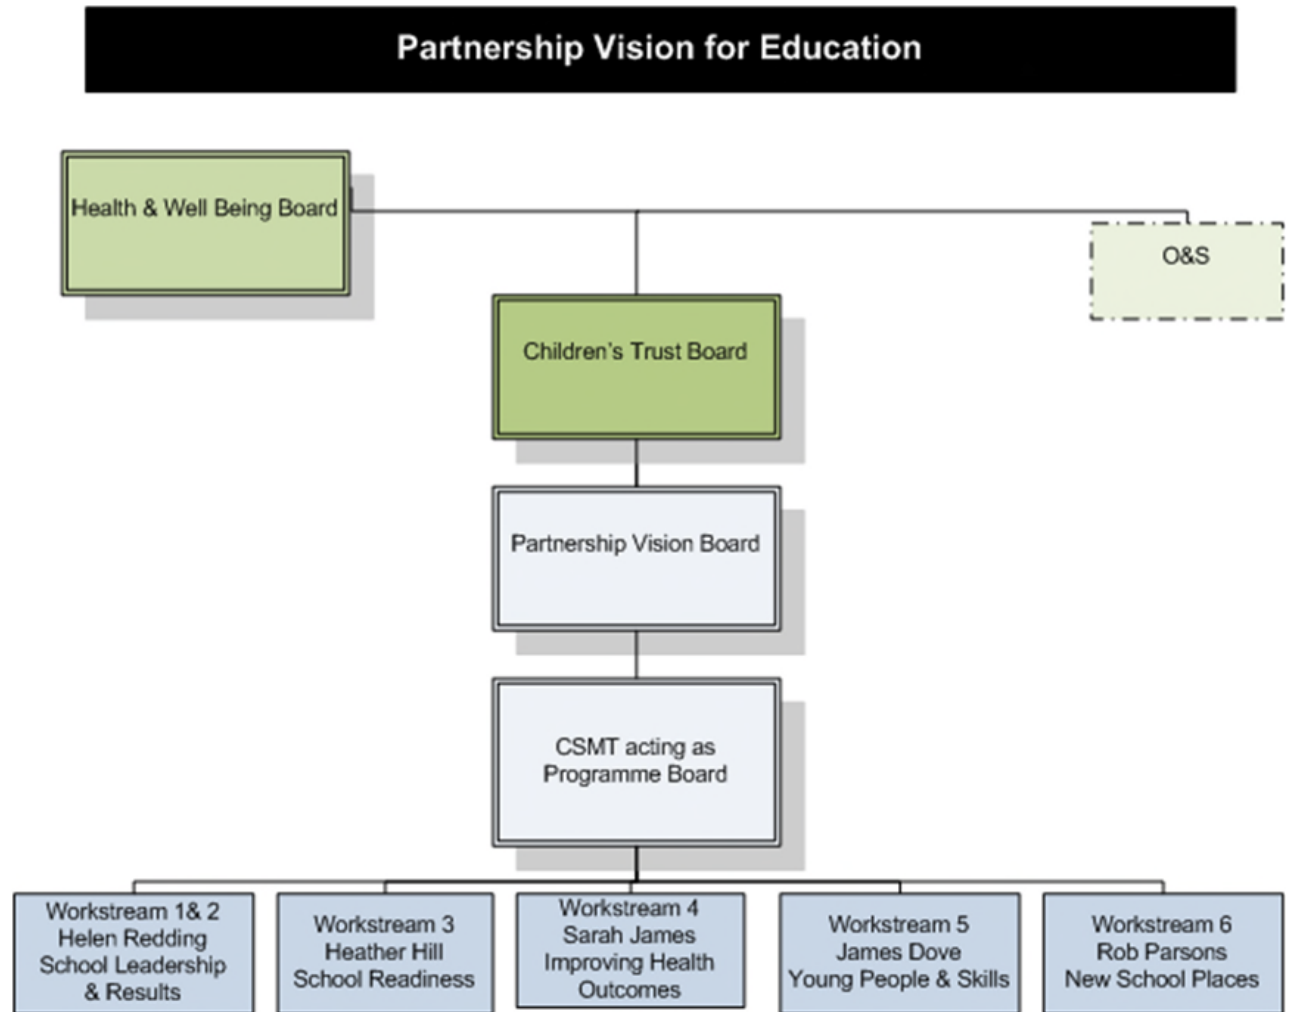 Partnership Vision for Education
Health & Well Being Board
O&S
Children's Trust Board
Partnership Vision Board
CSMT acting as
Programme Board
Workstream 1& 2
Helen Redding
School Leadership
& Results
Workstream 3
Heather Hill
School Readiness
Workstream 4
Sarah James
Improving Health
Outcomes
Workstream 5
James Dove
Young People & Skills
Workstream 6
Rob Parsons
New School Places